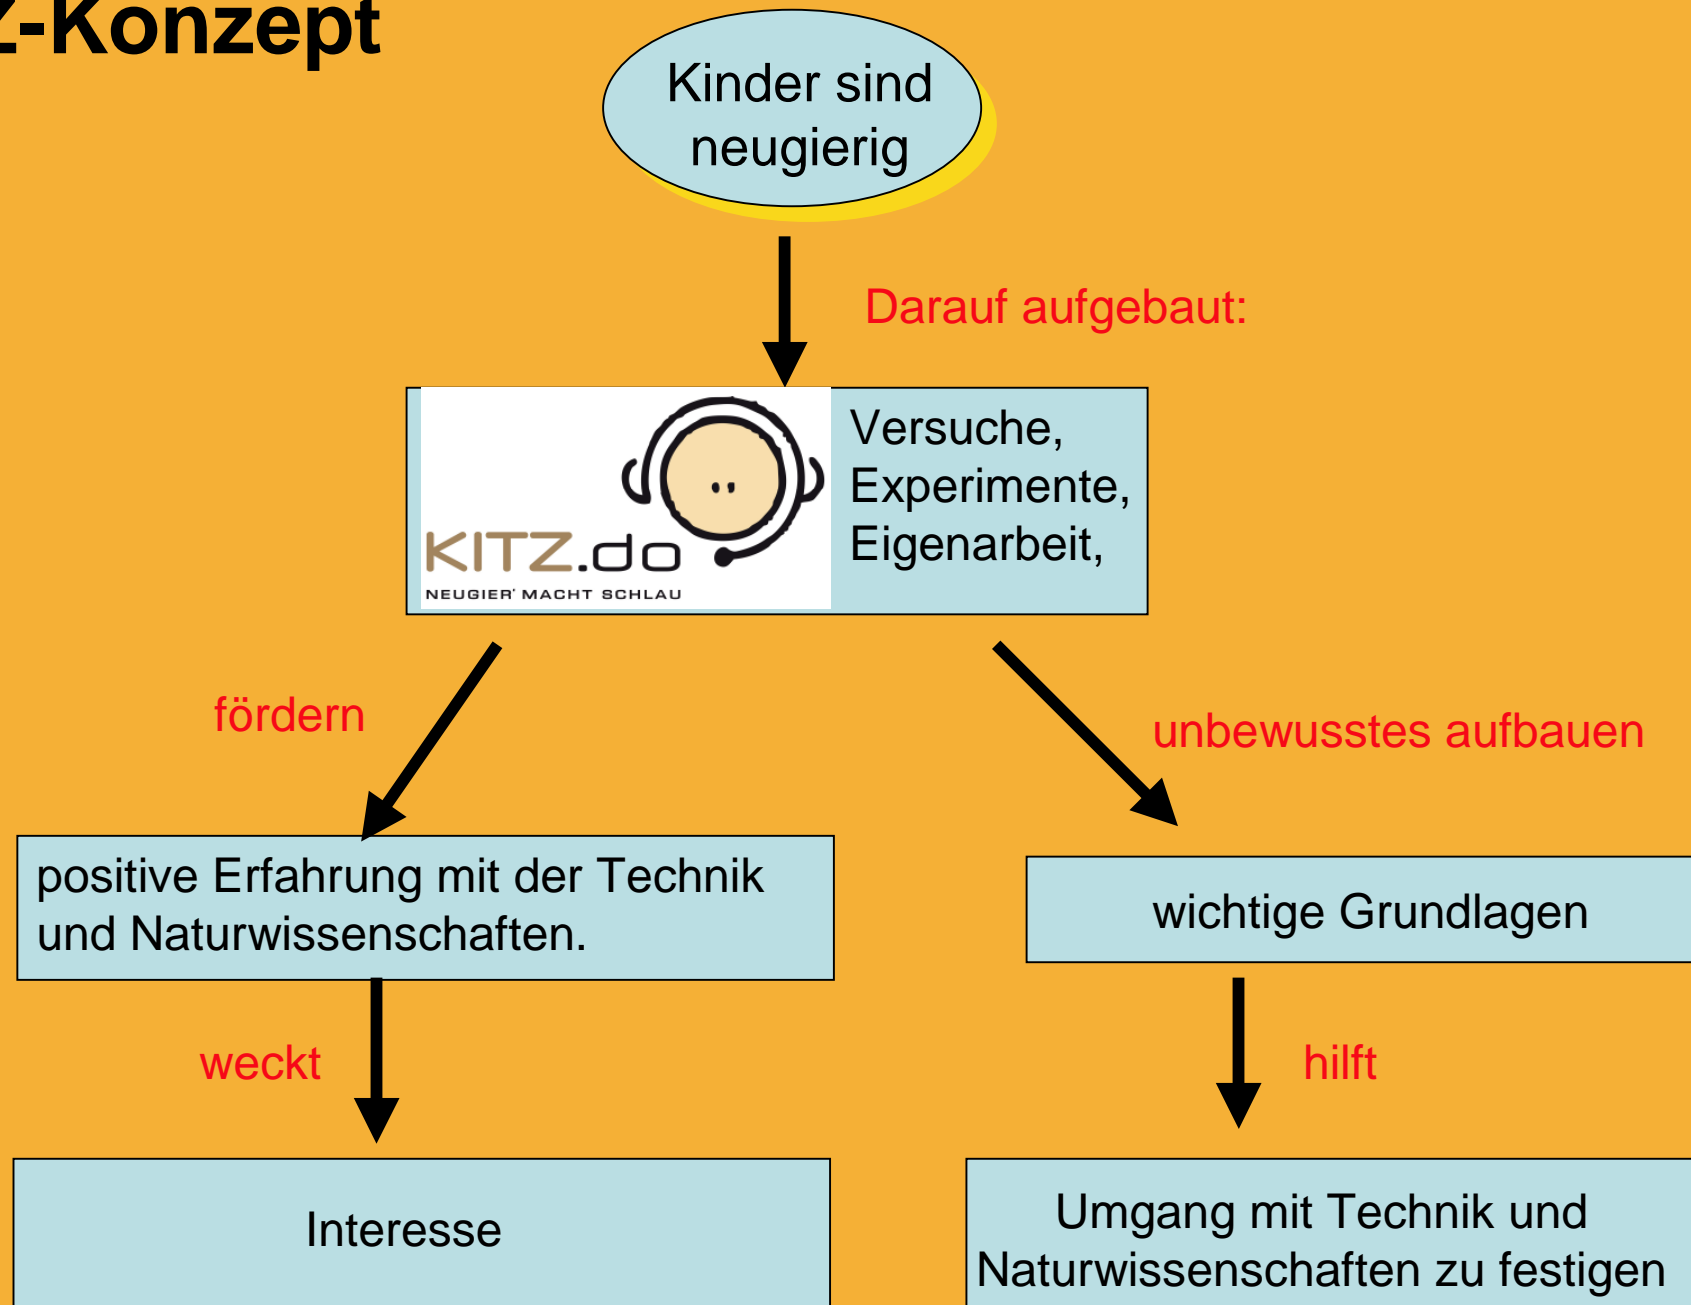 Z-Konzept
Kinder sind
neugierig
Darauf aufgebaut:
Versuche,
Experimente,
Eigenarbeit,
KITZ.do
NEUGIER' MACHT SCHLAU
fördern
unbewusstes aufbauen
positive Erfahrung mit der Technik
und Naturwissenschaften.
wichtige Grundlagen
weckt
hilft
Interesse
Umgang mit Technik und
Naturwissenschaften zu festigen